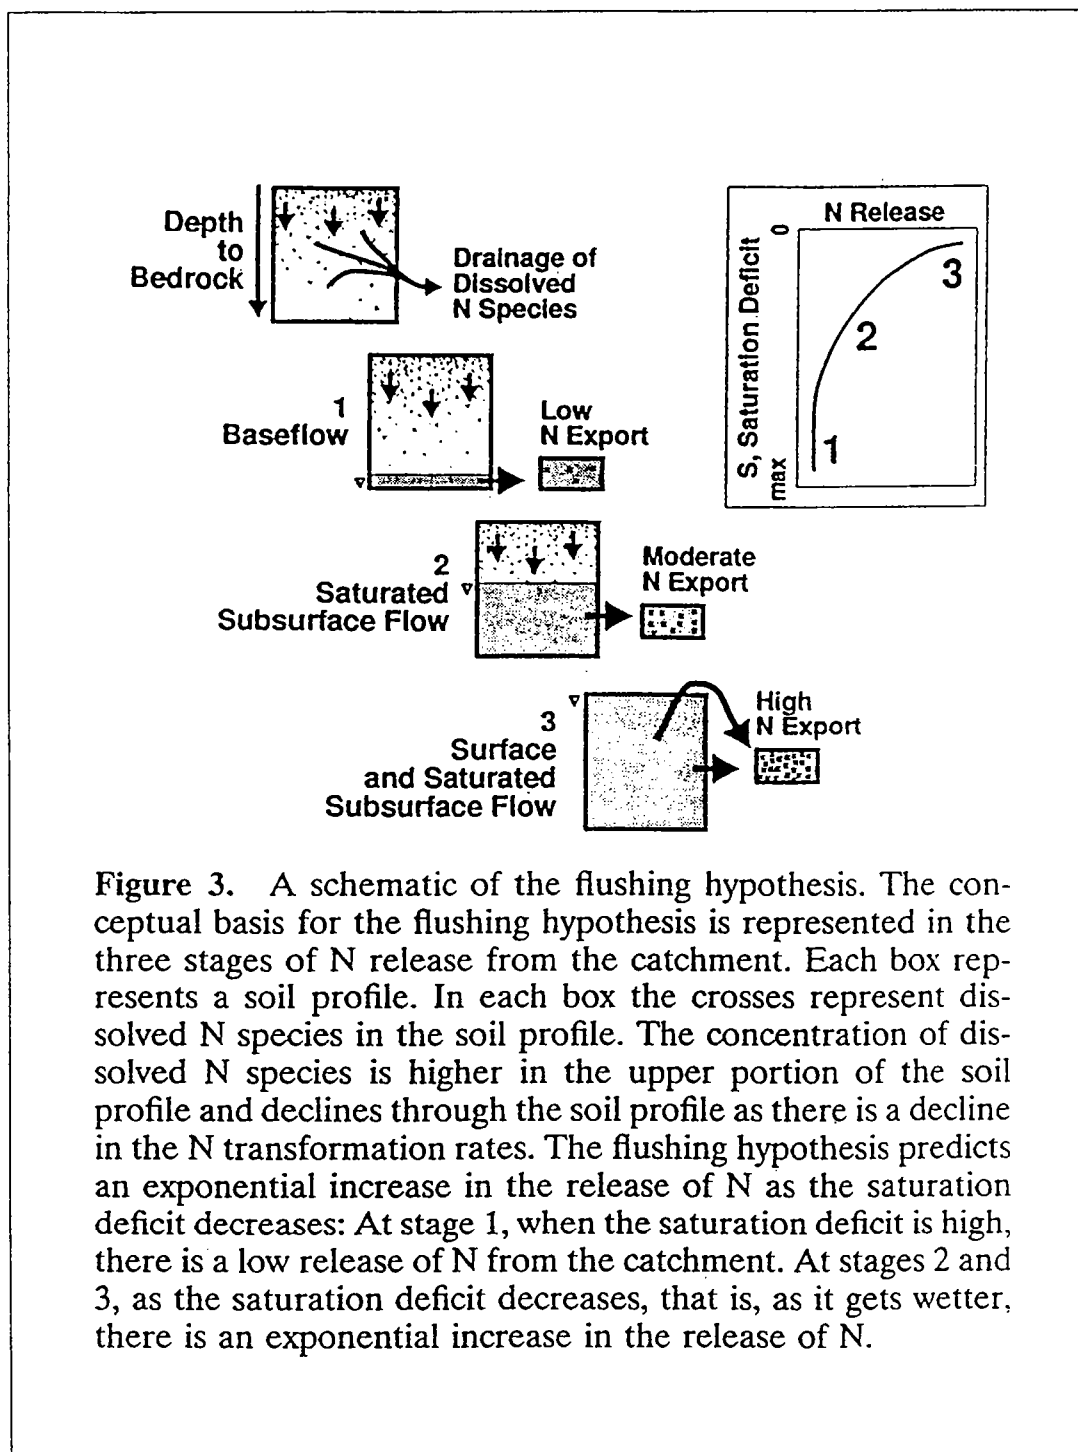 Depth
to
Bedrock
Drainage of
Dissolved
N Species
N Release
S, Saturation Deficit
0
max
1
2
3
1
Baseflow
Low
N Export
2
Saturated
Subsurface Flow
Moderate
N Export
3
Surface
and Saturated
Subsurface Flow
High
N Export
Figure 3. A schematic of the flushing hypothesis. The con-
ceptual basis for the flushing hypothesis is represented in the
three stages of N release from the catchment. Each box rep-
resents a soil profile. In each box the crosses represent dis-
solved N species in the soil profile. The concentration of dis-
solved N species is higher in the upper portion of the soil
profile and declines through the soil profile as there is a decline
in the N transformation rates. The flushing hypothesis predicts
an exponential increase in the release of N as the saturation
deficit decreases: At stage 1, when the saturation deficit is high,
there is a low release of N from the catchment. At stages 2 and
3, as the saturation deficit decreases, that is, as it gets wetter,
there is an exponential increase in the release of N.